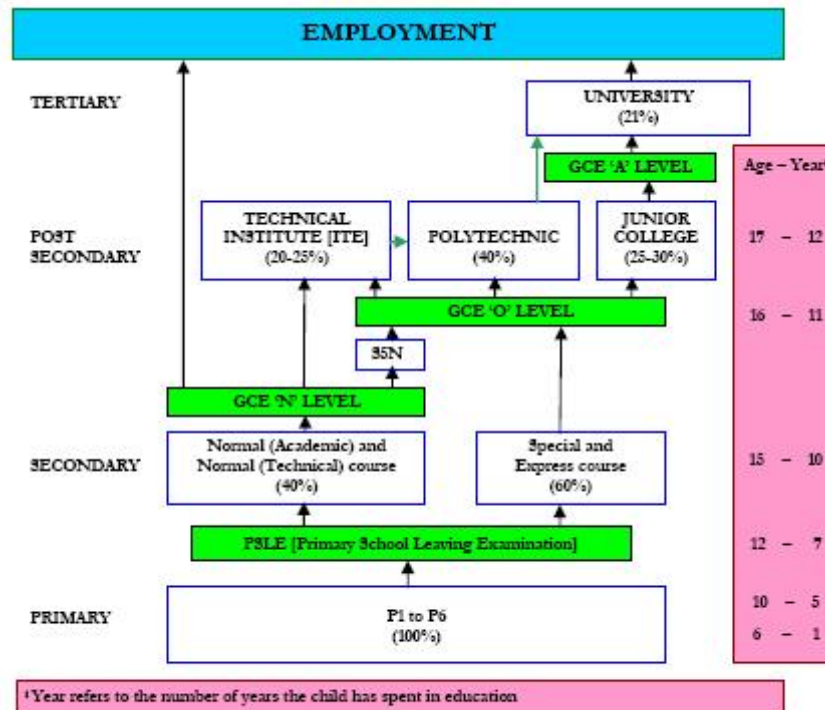 EMPLOYMENT
TERTIARY
UNIVERSITY
(21%)
GCE 'A' LEVEL
Age – Year¹
POST
SECONDARY
TECHNICAL
INSTITUTE [ITE]
(20-25%)
POLYTECHNIC
(40%)
JUNIOR
COLLEGE
(25-30%)
17 – 12
GCE 'O' LEVEL
16 – 11
S5N
GCE 'N' LEVEL
SECONDARY
Normal (Academic) and
Normal (Technical) course
(40%)
Special and
Express course
(60%)
15 – 10
PSLE [Primary School Leaving Examination]
12 – 7
PRIMARY
P1 to P6
(100%)
10 – 5
6 – 1
¹Year refers to the number of years the child has spent in education